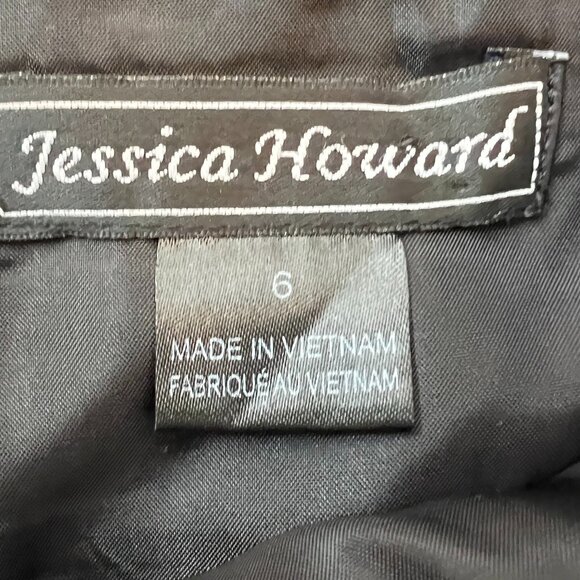 Jessica Howard
6
MADE IN VIETNAM
FABRIQUÉ AU VIETNAM